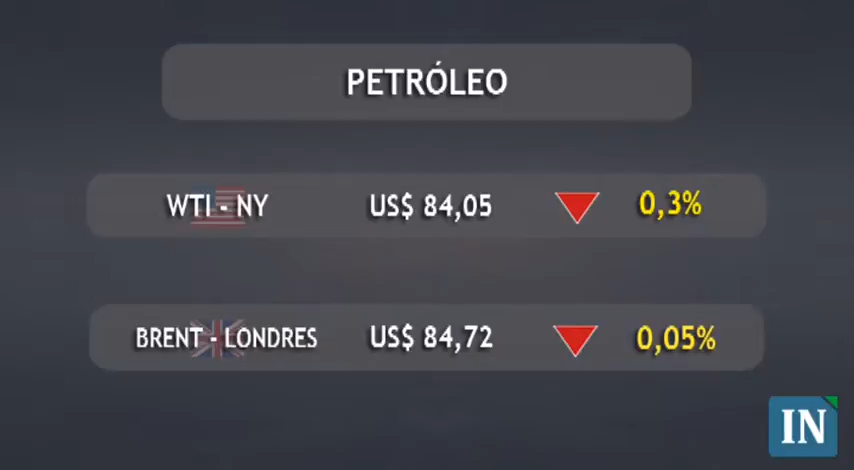 PETRÓLEO
WTI - NY US$ 84,05 0,3%
BRENT - LONDRES US$ 84,72 0,05%
IN